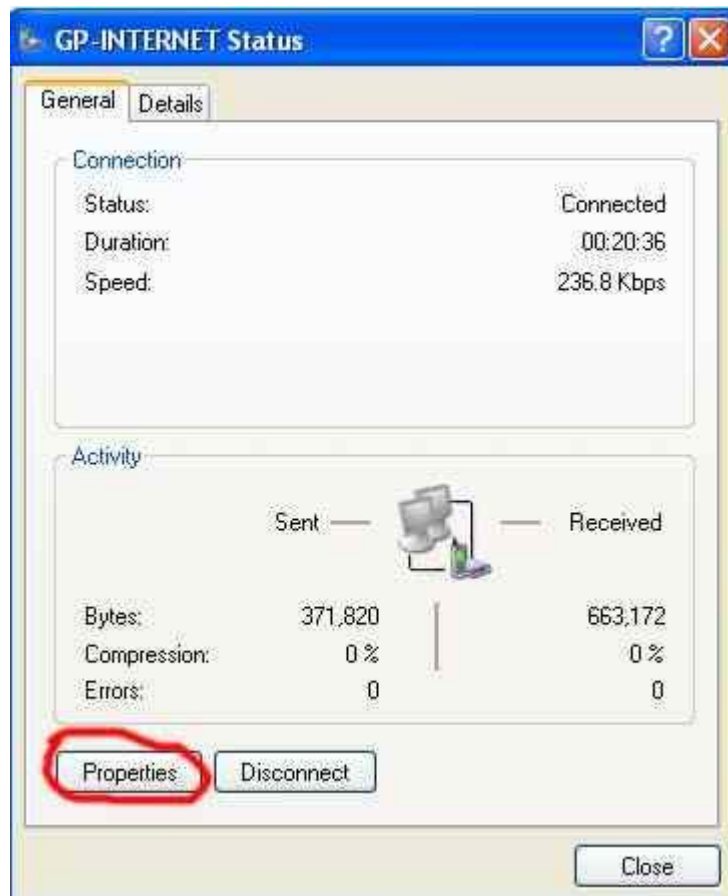 GP-INTERNET Status
General Details
Connection
Status: Connected
Duration: 00:20:36
Speed: 236.8 Kbps
Activity
Sent Received
Bytes: 371,820 663,172
Compression: 0 % 0 %
Errors: 0 0
Properties Disconnect
Close